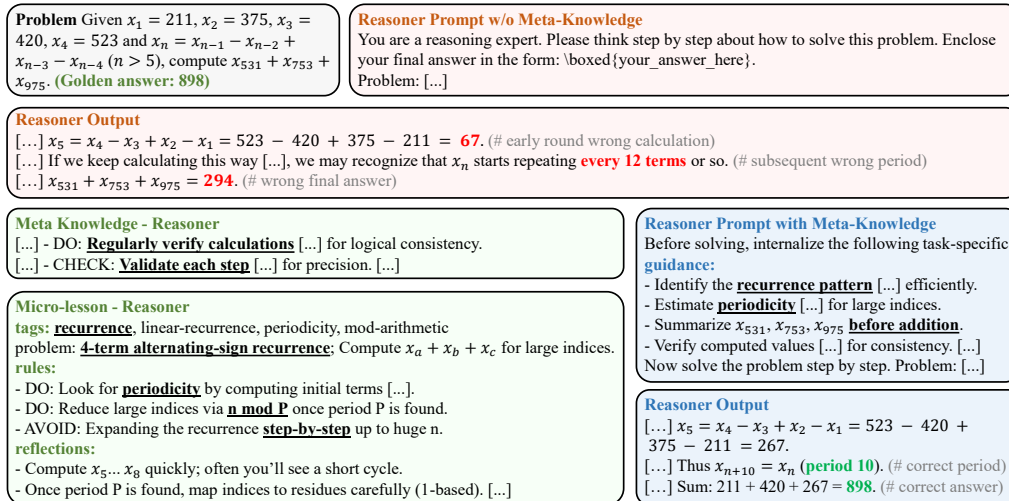 Problem Given x₁ = 211, x₂ = 375, x₃ =
420, x₄ = 523 and xₙ = xₙ₋₁ − xₙ₋₂ +
xₙ₋₃ − xₙ₋₄ (n > 5), compute x₅₃₁ + x₇₅₃ +
x₉₇₅. (Golden answer: 898)
Reasoner Prompt w/o Meta-Knowledge
You are a reasoning expert. Please think step by step about how to solve this problem. Enclose
your final answer in the form: \boxed{your_answer_here}.
Problem: [...]
Reasoner Output
[...] x₅ = x₄ − x₃ + x₂ − x₁ = 523 − 420 + 375 − 211 = 67. (# early round wrong calculation)
[...] If we keep calculating this way [...], we may recognize that xₙ starts repeating every 12 terms or so. (# subsequent wrong period)
[...] x₅₃₁ + x₇₅₃ + x₉₇₅ = 294. (# wrong final answer)
Meta Knowledge - Reasoner
[...] - DO: Regularly verify calculations [...] for logical consistency.
[...] - CHECK: Validate each step [...] for precision. [...]
Micro-lesson - Reasoner
tags: recurrence, linear-recurrence, periodicity, mod-arithmetic
problem: 4-term alternating-sign recurrence; Compute xₐ + x_b + x_c for large indices.
rules:
- DO: Look for periodicity by computing initial terms [...].
- DO: Reduce large indices via n mod P once period P is found.
- AVOID: Expanding the recurrence step-by-step up to huge n.
reflections:
- Compute x₅... x₈ quickly; often you'll see a short cycle.
- Once period P is found, map indices to residues carefully (1-based). [...]
Reasoner Prompt with Meta-Knowledge
Before solving, internalize the following task-specific
guidance:
- Identify the recurrence pattern [...] efficiently.
- Estimate periodicity [...] for large indices.
- Summarize x₅₃₁, x₇₅₃, x₉₇₅ before addition.
- Verify computed values [...] for consistency. [...]
Now solve the problem step by step. Problem: [...]
Reasoner Output
[...] x₅ = x₄ − x₃ + x₂ − x₁ = 523 − 420 +
375 − 211 = 267.
[...] Thus xₙ₊₁₀ = xₙ (period 10). (# correct period)
[...] Sum: 211 + 420 + 267 = 898. (# correct answer)